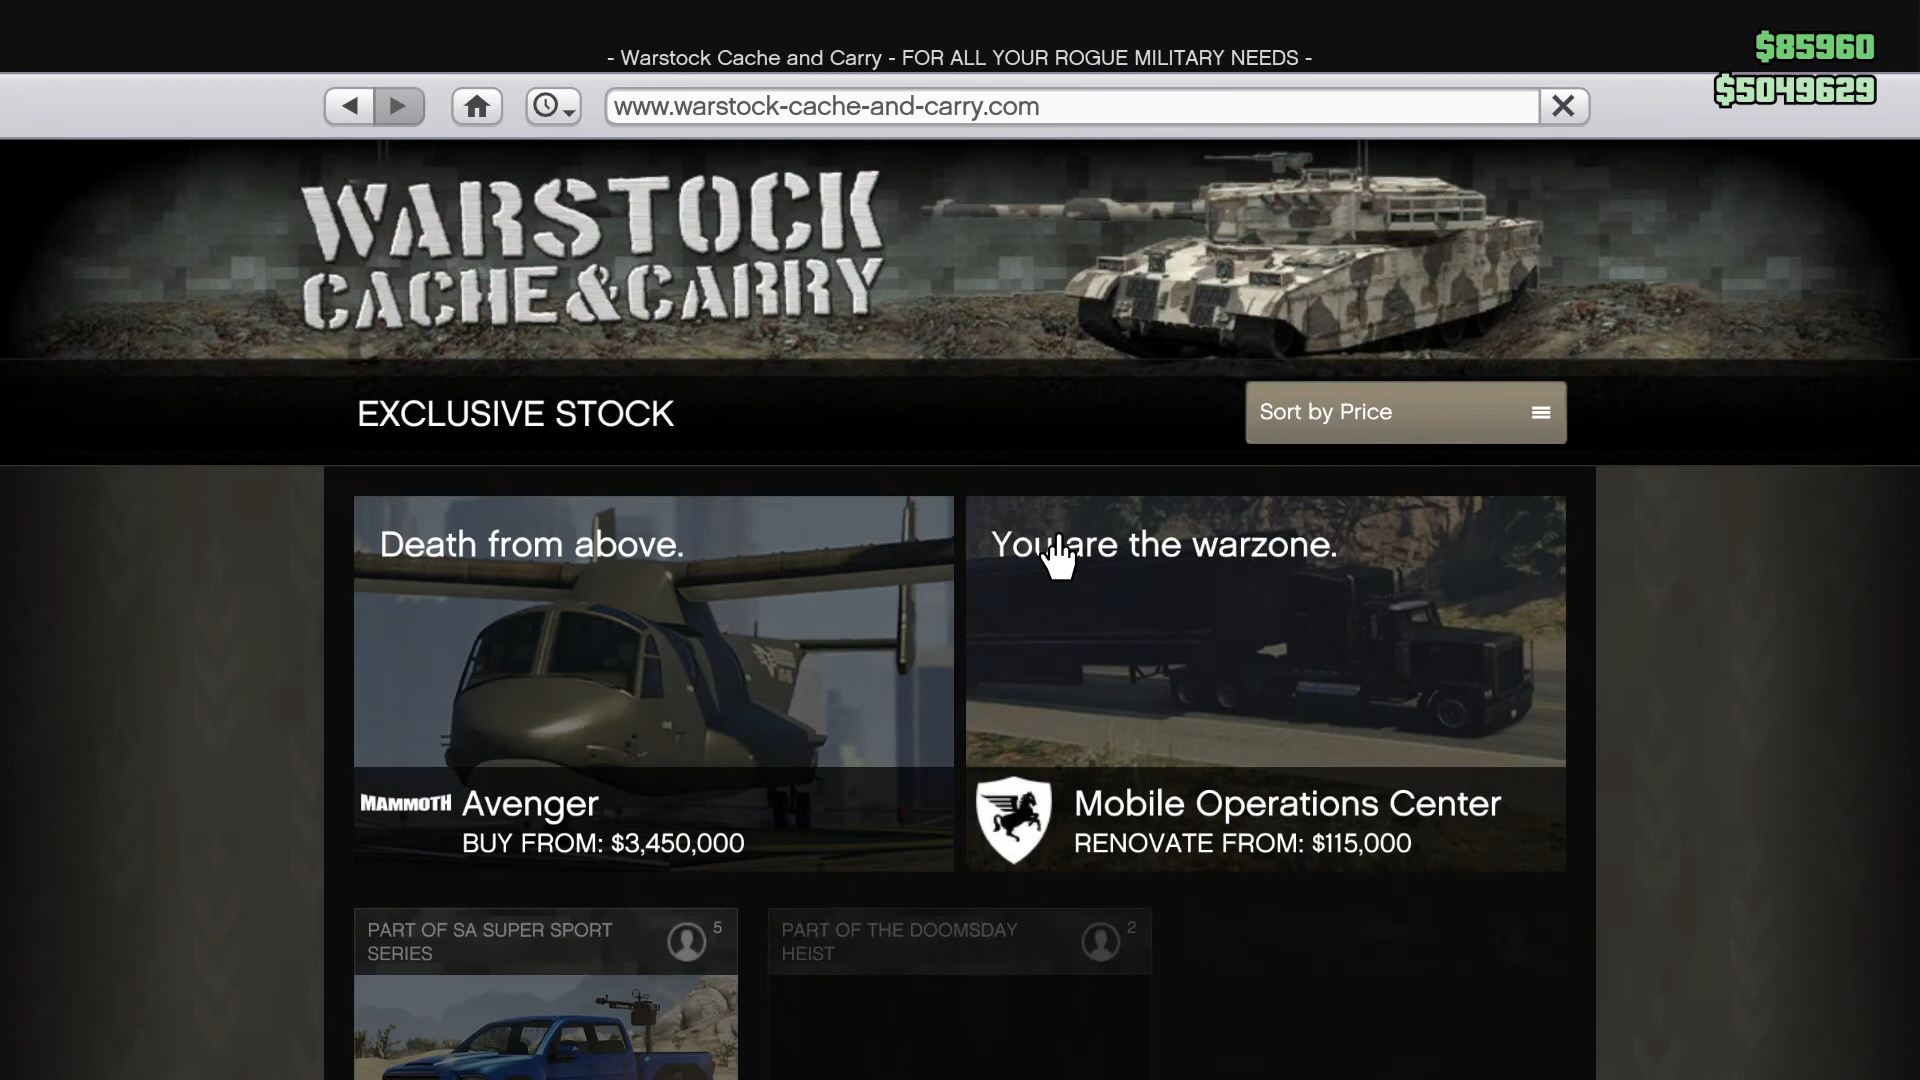 - Warstock Cache and Carry - FOR ALL YOUR ROGUE MILITARY NEEDS -
$85960
$5049629
www.warstock-cache-and-carry.com
WARSTOCK
CACHE & CARRY
EXCLUSIVE STOCK
Sort by Price
Death from above.
MAMMOTH Avenger
BUY FROM: $3,450,000
You are the warzone.
Mobile Operations Center
RENOVATE FROM: $115,000
PART OF SA SUPER SPORT
SERIES
5
PART OF THE DOOMSDAY
HEIST
2